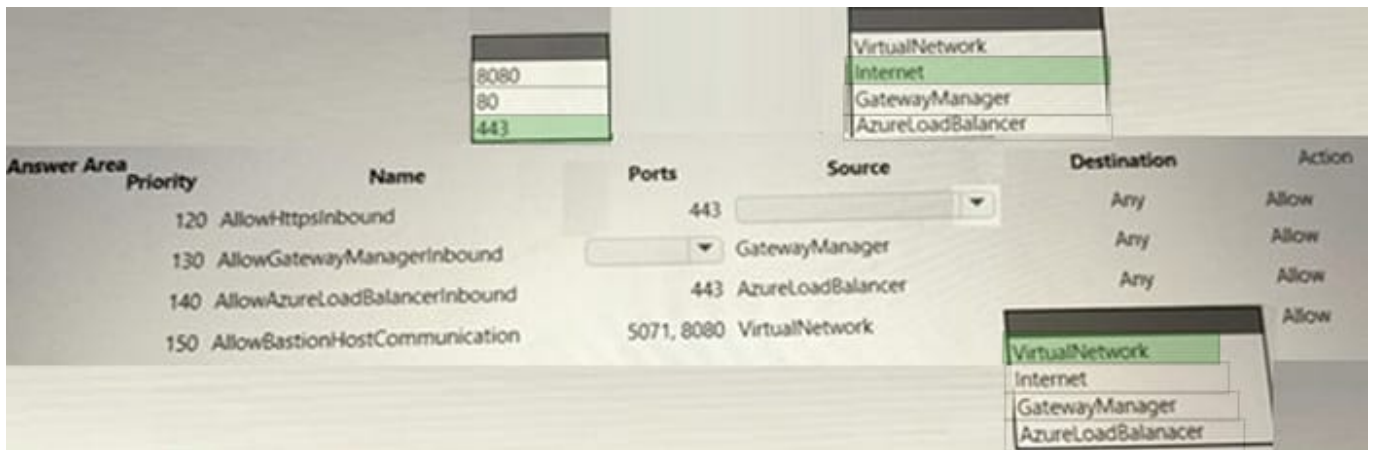 8080
80
443
VirtualNetwork
Internet
GatewayManager
AzureLoadBalancer
Answer Area
Priority Name Ports Source Destination Action
120 AllowHttpsInbound 443 Any Allow
130 AllowGatewayManagerInbound GatewayManager Any Allow
140 AllowAzureLoadBalancerInbound 443 AzureLoadBalancer Any Allow
150 AllowBastionHostCommunication 5071, 8080 VirtualNetwork Allow
VirtualNetwork
Internet
GatewayManager
AzureLoadBalanacer